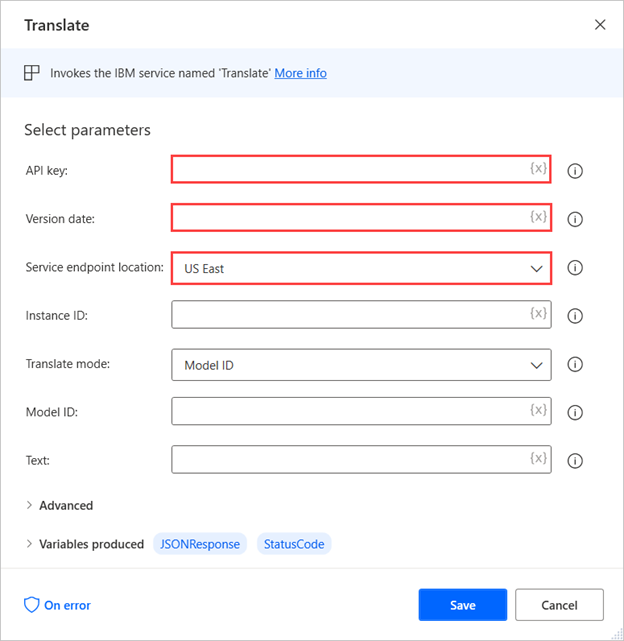 Translate
Invokes the IBM service named 'Translate' More info
Select parameters
API key:
{x}
Version date:
{x}
Service endpoint location:
US East
Instance ID:
{x}
Translate mode:
Model ID
Model ID:
{x}
Text:
{x}
Advanced
Variables produced JSONResponse StatusCode
On error
Save
Cancel